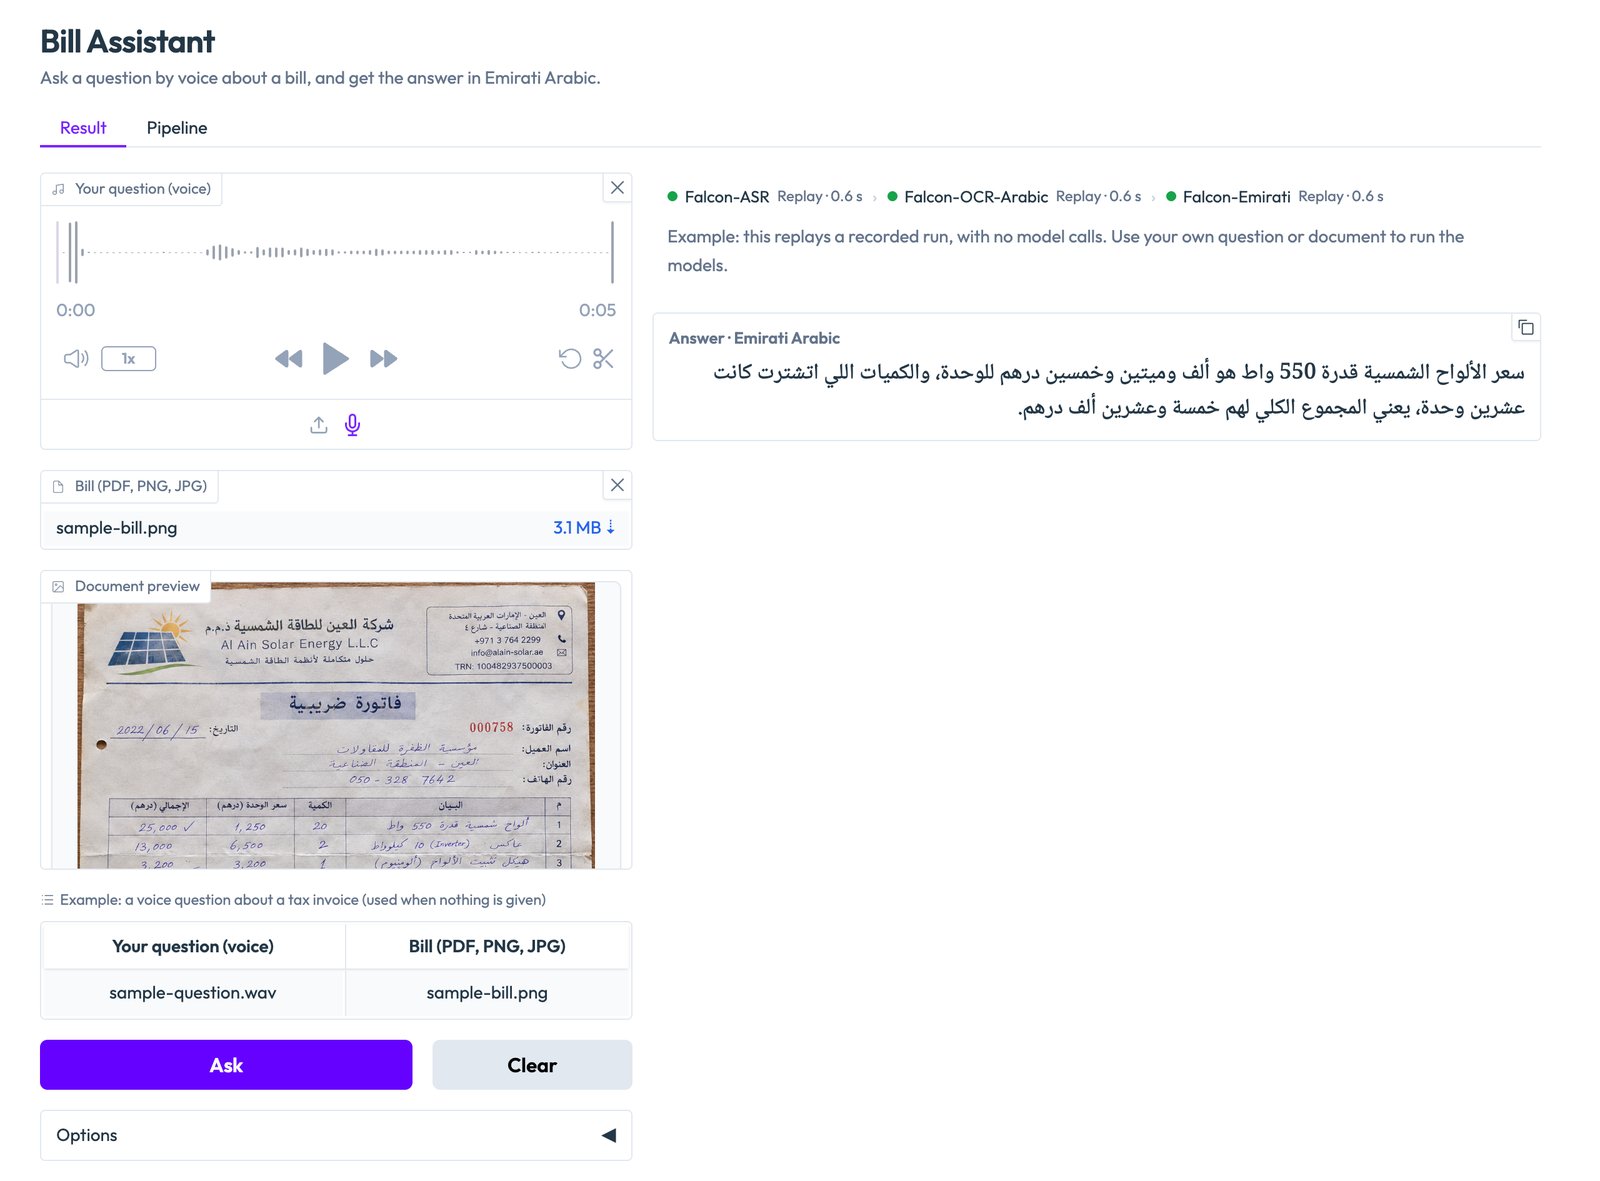 Bill Assistant
Ask a question by voice about a bill, and get the answer in Emirati Arabic.
Result
Pipeline
Your question (voice)
0:00
0:05
1x
Bill (PDF, PNG, JPG)
sample-bill.png
3.1 MB ⇣
Document preview
شركة العين للطاقة الشمسية ذ.م.م
Al Ain Solar Energy L.L.C
حلول متكاملة لأنظمة الطاقة الشمسية
العين - الإمارات العربية المتحدة
المنطقة الصناعية - شارع ٤
+971 3 764 2299
info@alain-solar.ae
TRN: 100482937500003
فاتورة ضريبية
رقم الفاتورة: 000758
التاريخ: 2022/06/15
اسم العميل: مؤسسة الظفرة للمقاولات
العنوان: العين - المنطقة الصناعية
رقم الهاتف: 050 - 328 7642
م البيان الكمية سعر الوحدة (درهم) الإجمالي (درهم)
1 ألواح شمسية قدرة 550 واط 20 1,250 25,000 ✓
2 عاكس (Inverter) 10 كيلوواط 2 6,500 13,000
3 هيكل تثبيت الألواح (ألومنيوم) 1 3,200 3,200
Example: a voice question about a tax invoice (used when nothing is given)
Your question (voice) Bill (PDF, PNG, JPG)
sample-question.wav sample-bill.png
Ask
Clear
Options
Falcon-ASR Replay · 0.6 s › Falcon-OCR-Arabic Replay · 0.6 s › Falcon-Emirati Replay · 0.6 s
Example: this replays a recorded run, with no model calls. Use your own question or document to run the
models.
Answer · Emirati Arabic
سعر الألواح الشمسية قدرة 550 واط هو ألف وميتين وخمسين درهم للوحدة، والكميات اللي اتشترت كانت
عشرين وحدة، يعني المجموع الكلي لهم خمسة وعشرين ألف درهم.